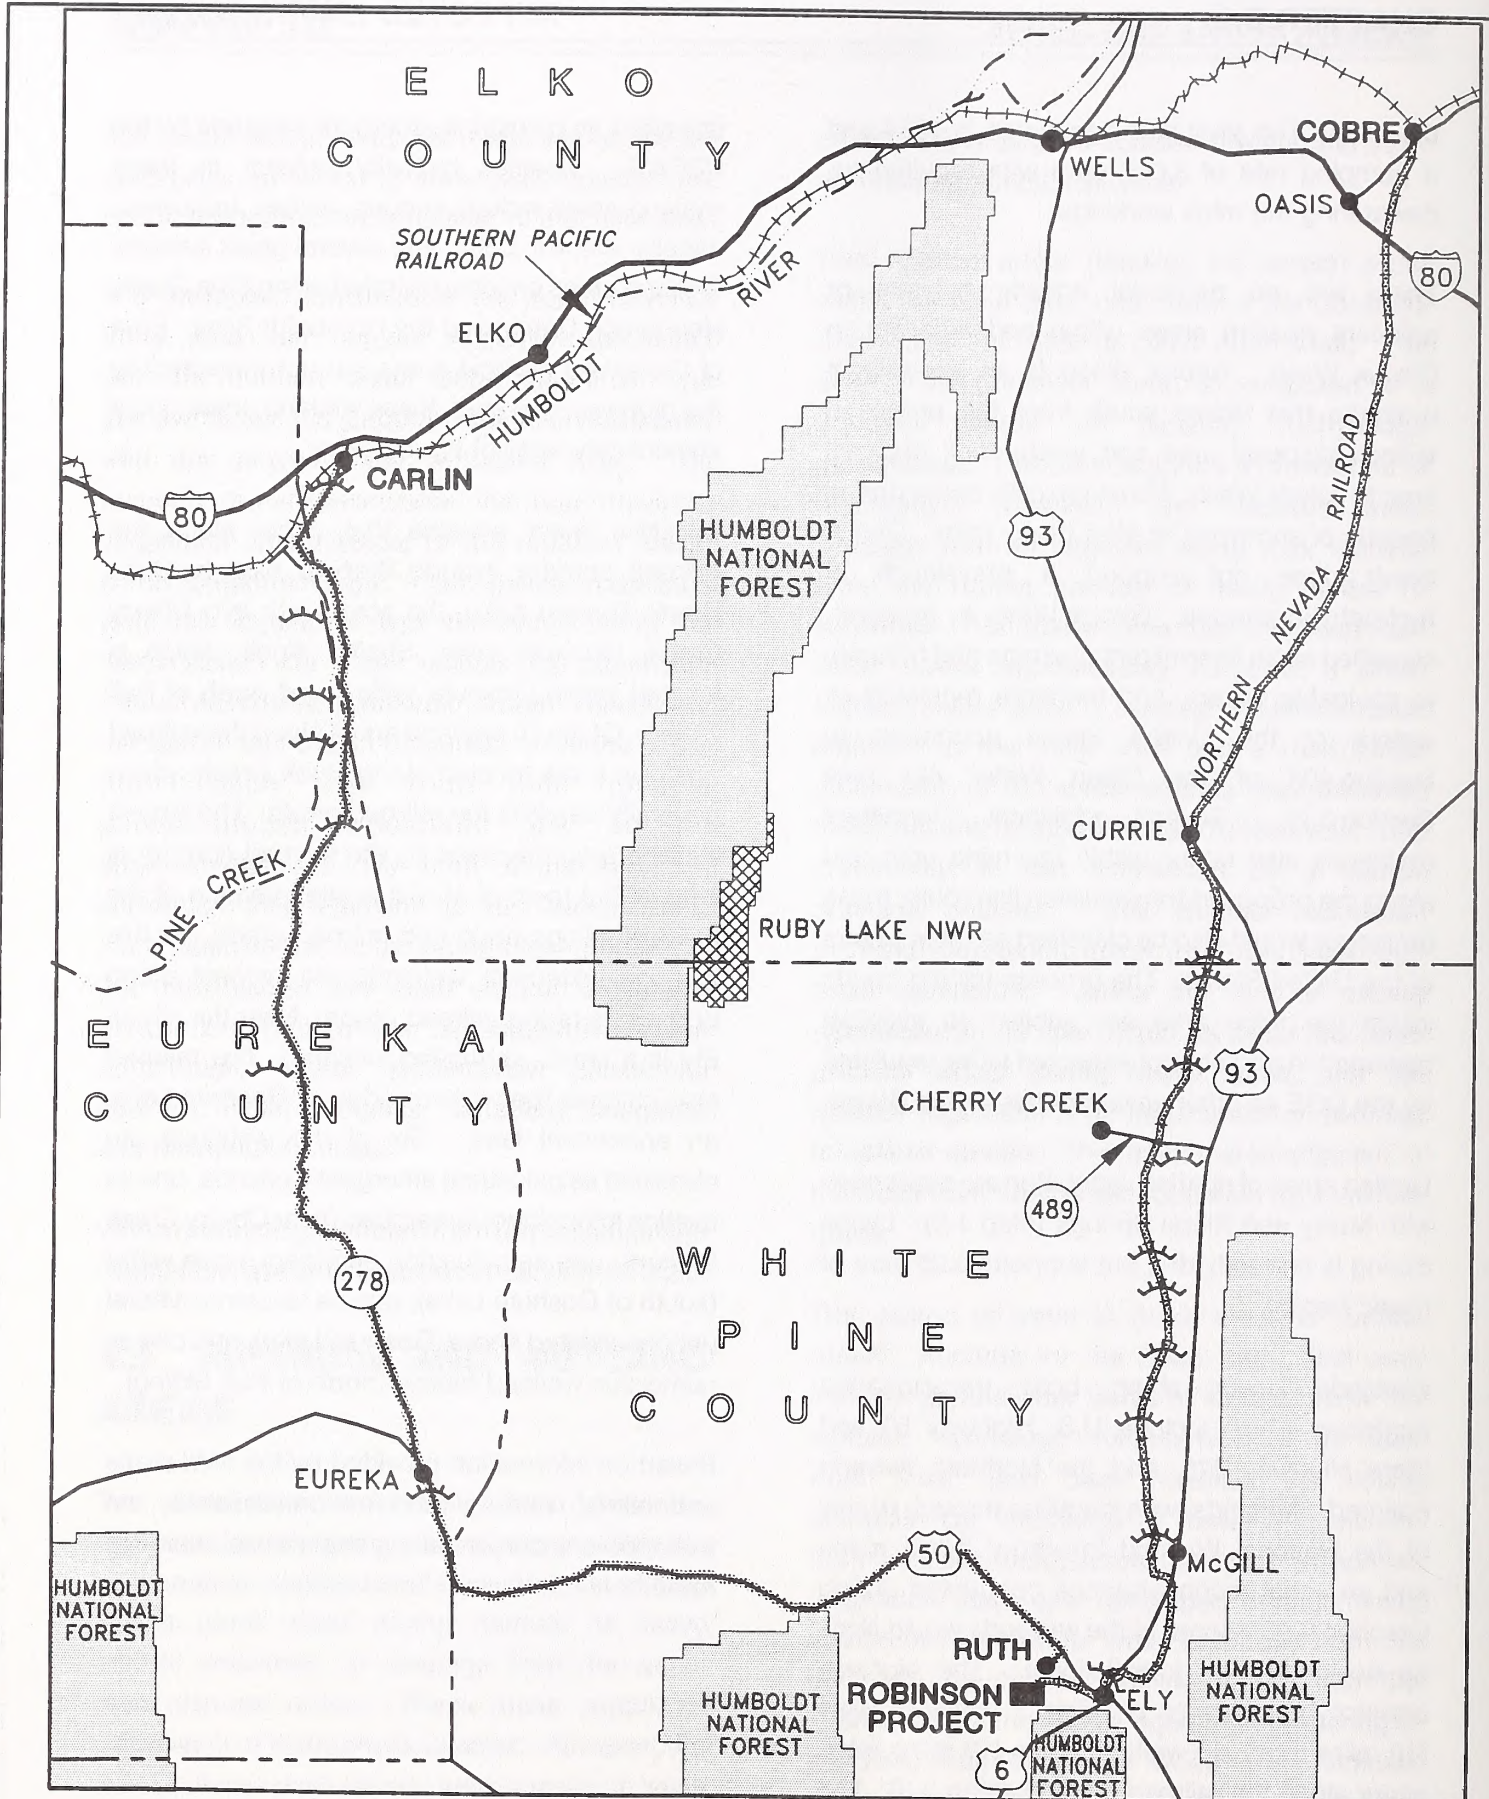 ELKO
COUNTY
COBRE
WELLS
OASIS
80
SOUTHERN PACIFIC
RAILROAD
RIVER
ELKO
HUMBOLDT
CARLIN
80
HUMBOLDT
NATIONAL
FOREST
93
NORTHERN NEVADA RAILROAD
CURRIE
PINE CREEK
RUBY LAKE NWR
EUREKA
COUNTY
93
CHERRY CREEK
489
278
WHITE
PINE
COUNTY
EUREKA
50
McGILL
HUMBOLDT
NATIONAL
FOREST
RUTH
ROBINSON
PROJECT
ELY
HUMBOLDT
NATIONAL
FOREST
HUMBOLDT
NATIONAL
FOREST
HUMBOLDT
NATIONAL
FOREST
6